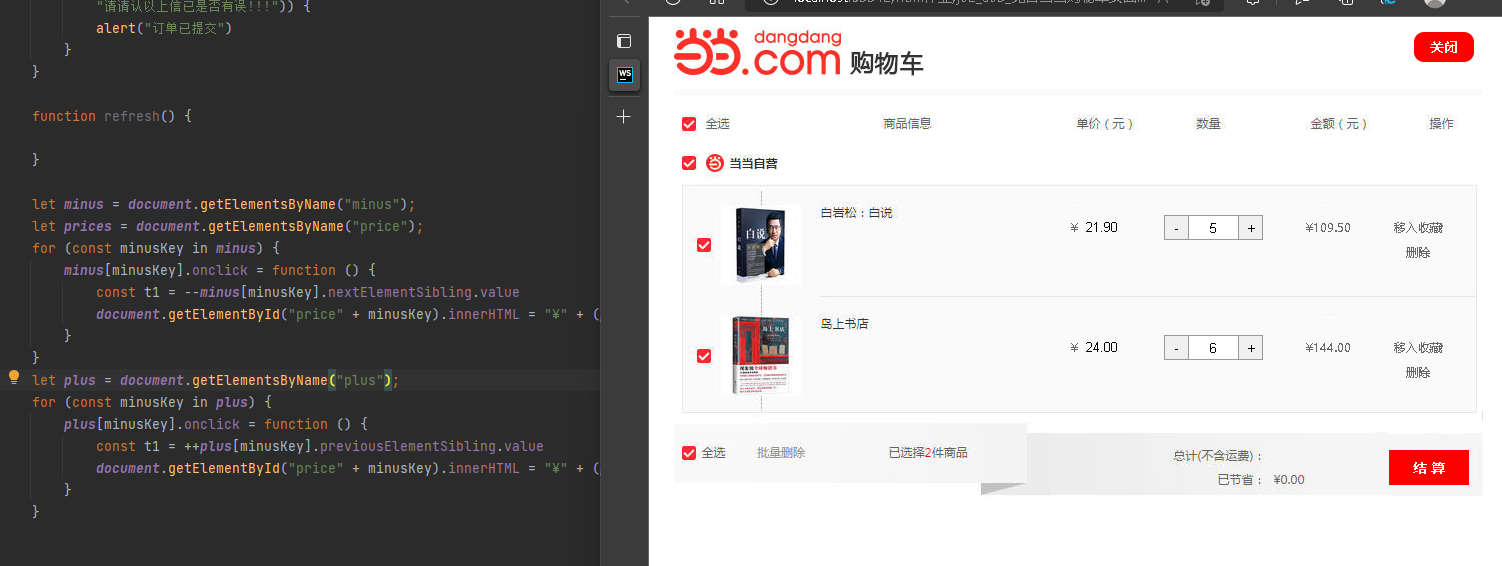 "请请认以上信已是否有误!!!")) {
alert("订单已提交")
}
}
function refresh() {
}
let minus = document.getElementsByName("minus");
let prices = document.getElementsByName("price");
for (const minusKey in minus) {
minus[minusKey].onclick = function () {
const t1 = --minus[minusKey].nextElementSibling.value
document.getElementById("price" + minusKey).innerHTML = "¥" + (
}
}
let plus = document.getElementsByName("plus");
for (const minusKey in plus) {
plus[minusKey].onclick = function () {
const t1 = ++plus[minusKey].previousElementSibling.value
document.getElementById("price" + minusKey).innerHTML = "¥" + (
}
}
WS
当当 dangdang
.com 购物车
关闭
全选 商品信息 单价（元） 数量 金额（元） 操作
当当自营
白岩松：白说 ¥ 21.90 - 5 + ¥109.50 移入收藏
删除
白说
岛上书店 ¥ 24.00 - 6 + ¥144.00 移入收藏
删除
岛上书店
全选 批量删除 已选择2件商品 总计(不含运费)：
已节省： ¥0.00
结 算